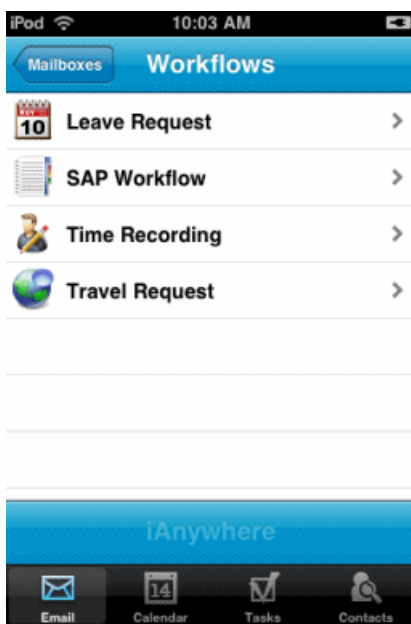 iPod 10:03 AM
Mailboxes Workflows
10 Leave Request
SAP Workflow
Time Recording
Travel Request
iAnywhere
14
Email Calendar Tasks Contacts